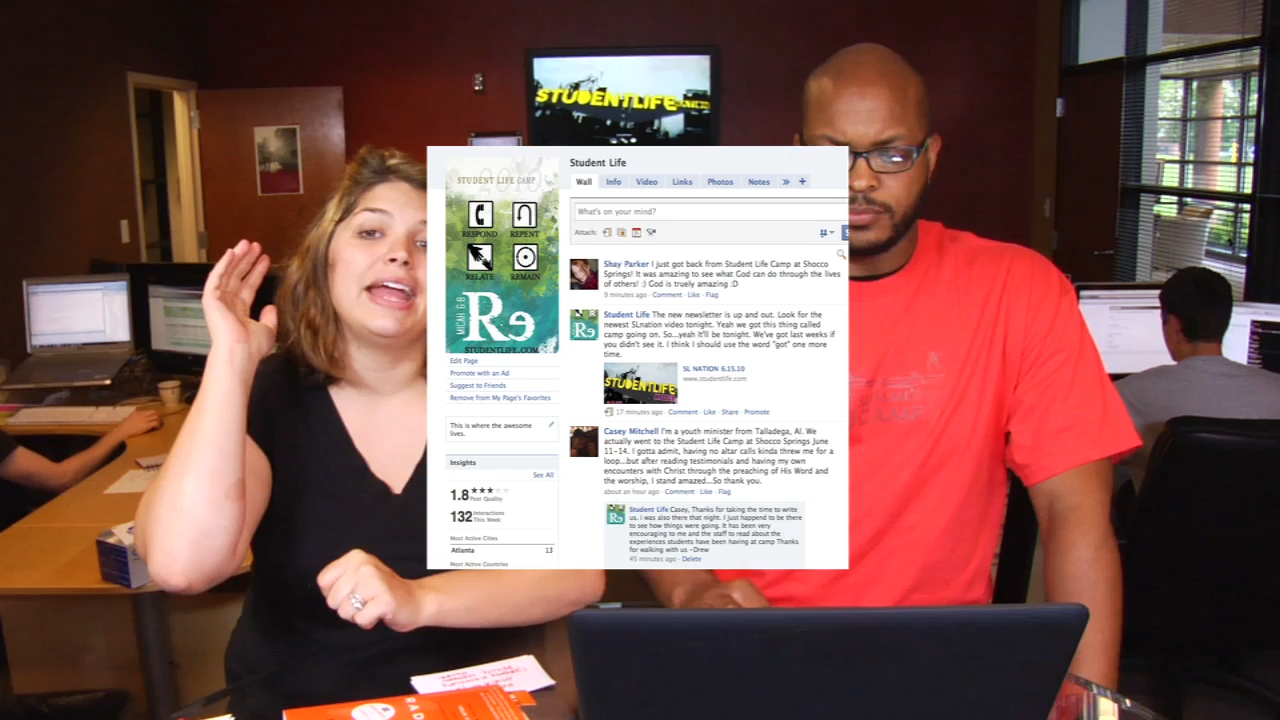 STUDENTLIFE
STUDENT LIFE CAMP
RESPOND
REPENT
RELATE
REMAIN
MICAH 6:8
Re
STUDENTLIFE.COM
Edit Page
Promote with an Ad
Suggest to Friends
Remove from My Page's Favorites
This is where the awesome
lives.
Insights
See All
1.8
Post Quality
132
Interactions
This Week
Most Active Cities
Atlanta 13
Most Active Countries
Student Life
Wall Info Video Links Photos Notes » +
What's on your mind?
Attach:
Shay Parker I just got back from Student Life Camp at Shocco
Springs! It was amazing to see what God can do through the lives
of others! :) God is truely amazing :D
9 minutes ago · Comment · Like · Flag
Student Life The new newsletter is up and out. Look for the
newest SLnation video tonight. Yeah we got this thing called
camp going on. So...yeah it'll be tonight. We've got last weeks if
you didn't see it. I think I should use the word "got" one more
time.
STUDENTLIFE
SL NATION 6.15.10
www.studentlife.com
17 minutes ago · Comment · Like · Share · Promote
Casey Mitchell I'm a youth minister from Talladega, Al. We
actually went to the Student Life Camp at Shocco Springs June
11-14. I gotta admit, having no altar calls kinda threw me for a
loop...but after reading testimonials and having my own
encounters with Christ through the preaching of His Word and
the worship, I stand amazed...So thank you.
about an hour ago · Comment · Like · Flag
Re
Student Life Casey, Thanks for taking the time to write
us. i was also there that night. I just happend to be there
to see how things were going. It has been very
encouraging to me and the staff to read about the
experiences students have been having at camp Thanks
for walking with us -Drew
45 minutes ago · Delete
RAD